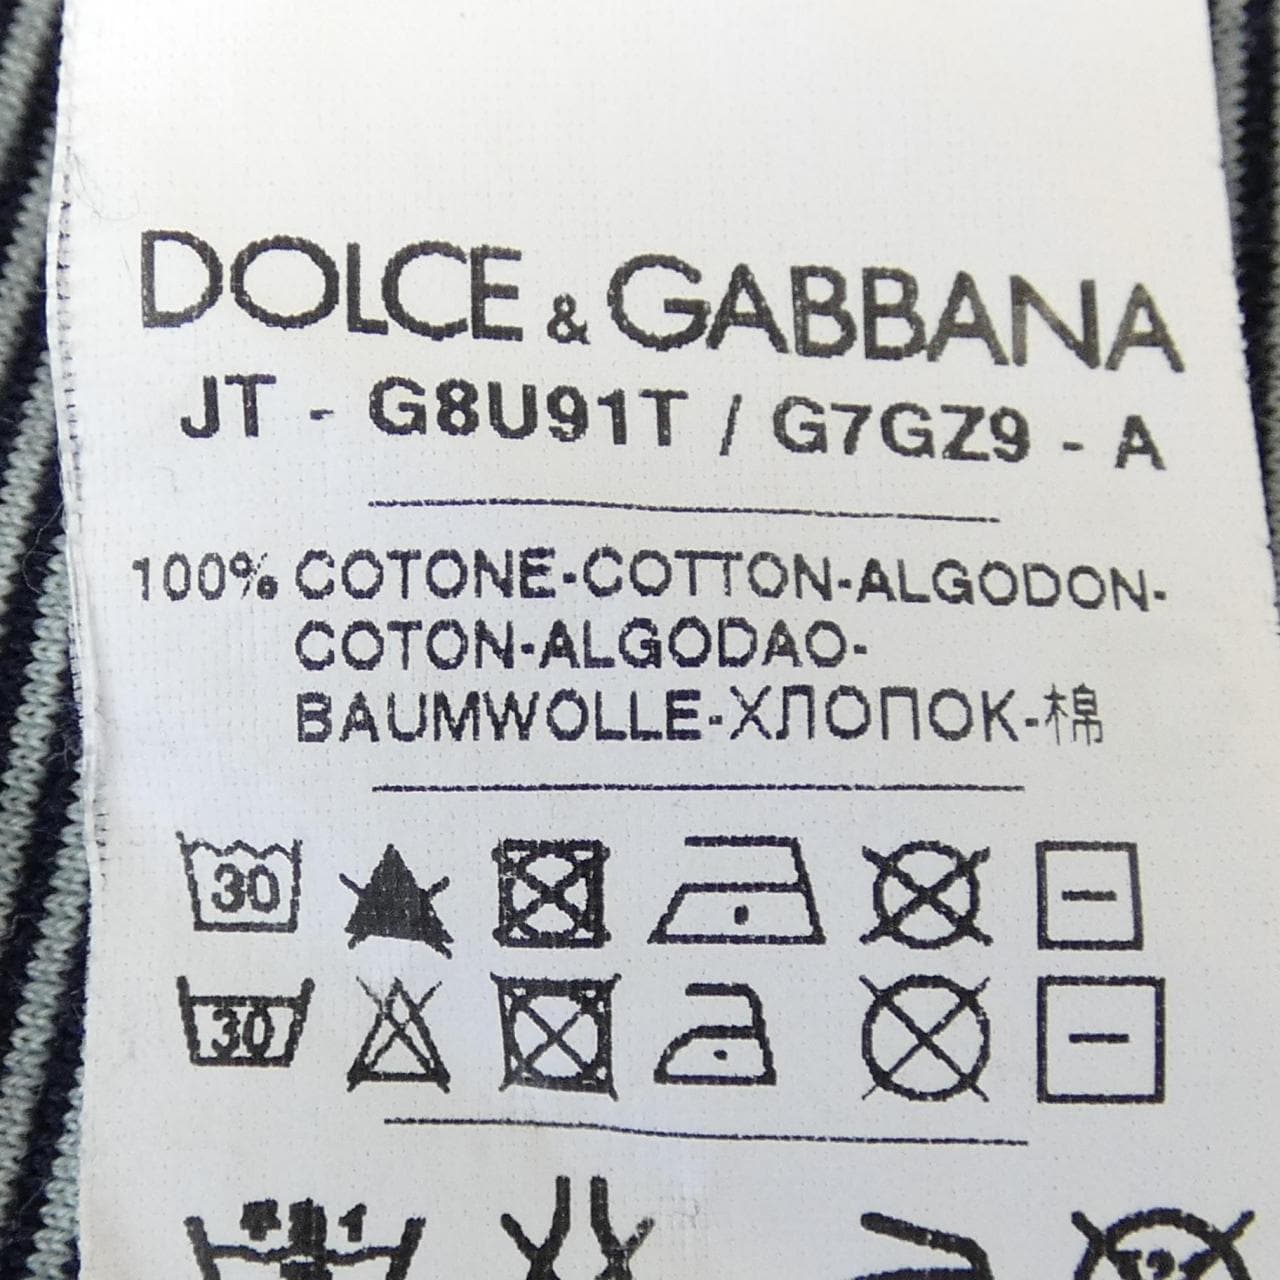 DOLCE & GABBANA
JT - G8U91T / G7GZ9 - A
100% COTONE-COTTON-ALGODON-
COTON-ALGODAO-
BAUMWOLLE-ХЛОПОК-棉
30
30